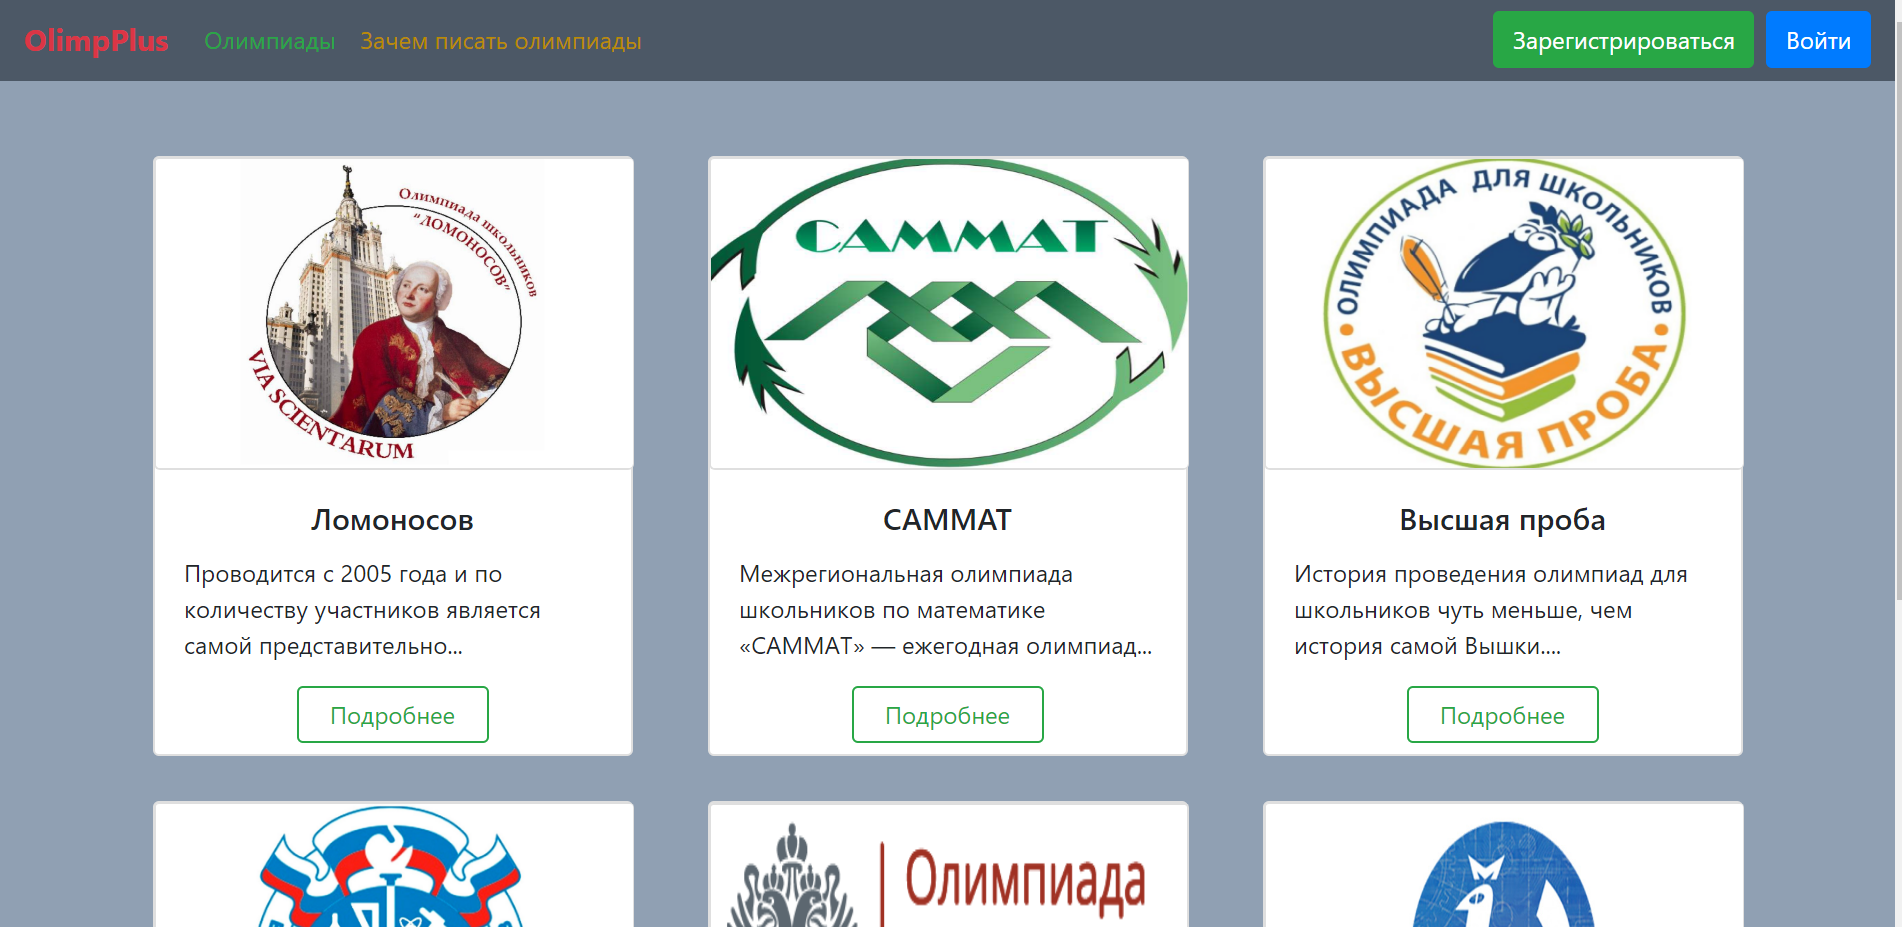 OlimpPlus
Олимпиады
Зачем писать олимпиады
Зарегистрироваться
Войти
Олимпиада школьников
"ЛОМОНОСОВ"
VIA SCIENTARUM
САММАТ
ОЛИМПИАДА ДЛЯ ШКОЛЬНИКОВ
ВЫСШАЯ ПРОБА
Ломоносов
Проводится с 2005 года и по
количеству участников является
самой представительно...
Подробнее
САММАТ
Межрегиональная олимпиада
школьников по математике
«САММАТ» — ежегодная олимпиад...
Подробнее
Высшая проба
История проведения олимпиад для
школьников чуть меньше, чем
история самой Вышки....
Подробнее
Олимпиада